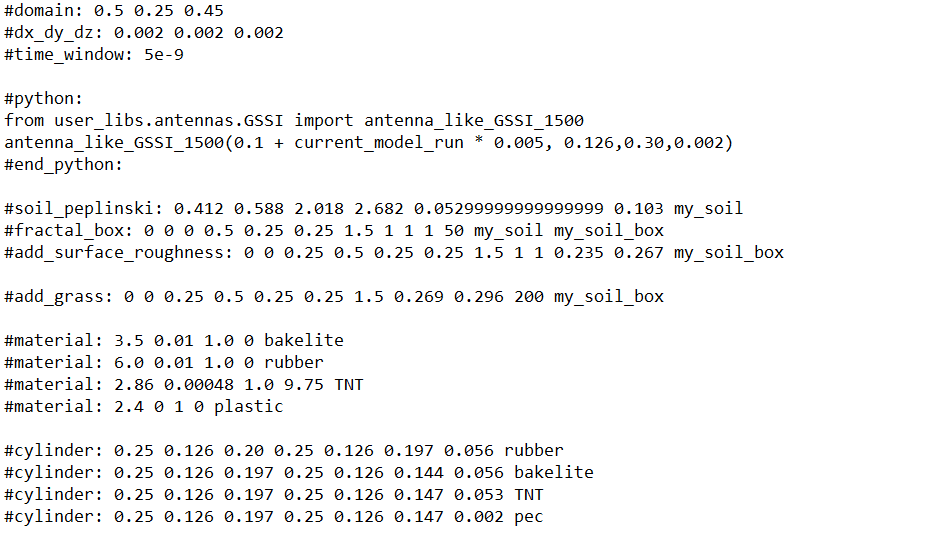 #domain: 0.5 0.25 0.45
#dx_dy_dz: 0.002 0.002 0.002
#time_window: 5e-9
#python:
from user_libs.antennas.GSSI import antenna_like_GSSI_1500
antenna_like_GSSI_1500(0.1 + current_model_run * 0.005, 0.126,0.30,0.002)
#end_python:
#soil_peplinski: 0.412 0.588 2.018 2.682 0.05299999999999999 0.103 my_soil
#fractal_box: 0 0 0 0.5 0.25 0.25 1.5 1 1 1 50 my_soil my_soil_box
#add_surface_roughness: 0 0 0.25 0.5 0.25 0.25 1.5 1 1 0.235 0.267 my_soil_box
#add_grass: 0 0 0.25 0.5 0.25 0.25 1.5 0.269 0.296 200 my_soil_box
#material: 3.5 0.01 1.0 0 bakelite
#material: 6.0 0.01 1.0 0 rubber
#material: 2.86 0.00048 1.0 9.75 TNT
#material: 2.4 0 1 0 plastic
#cylinder: 0.25 0.126 0.20 0.25 0.126 0.197 0.056 rubber
#cylinder: 0.25 0.126 0.197 0.25 0.126 0.144 0.056 bakelite
#cylinder: 0.25 0.126 0.197 0.25 0.126 0.147 0.053 TNT
#cylinder: 0.25 0.126 0.197 0.25 0.126 0.147 0.002 pec